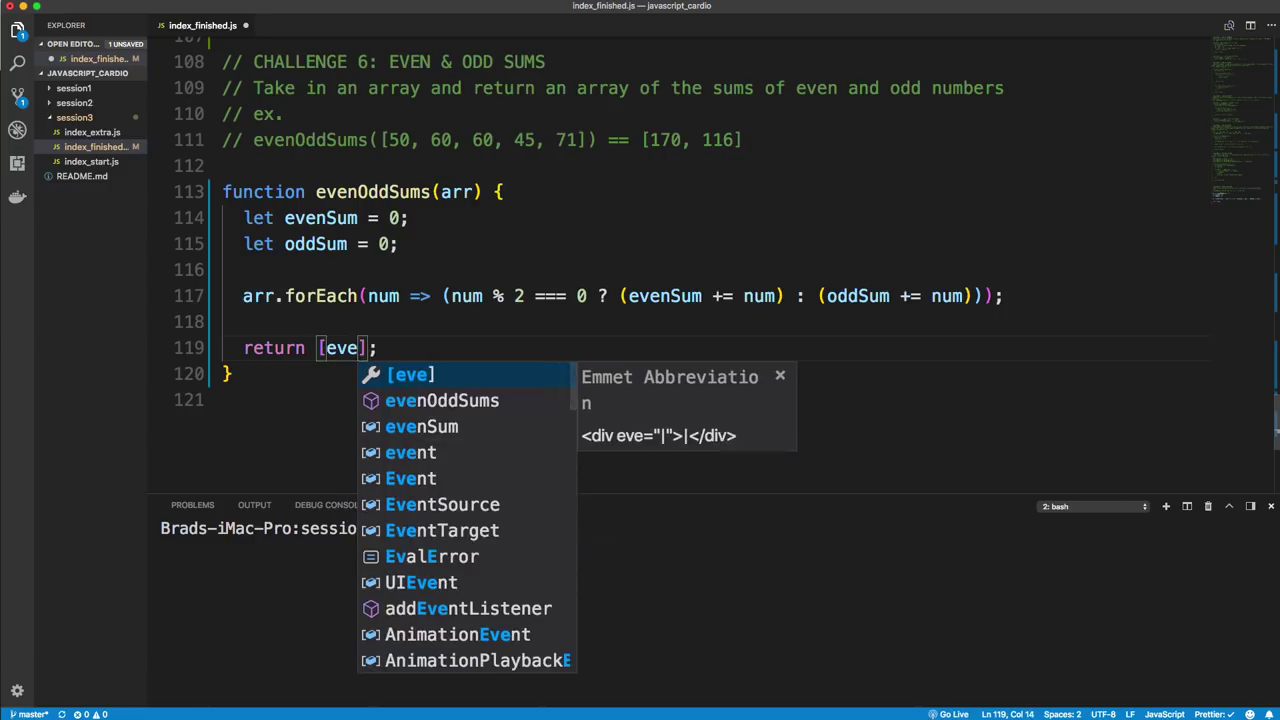 index_finished.js — javascript_cardio
EXPLORER
index_finished.js
OPEN EDITO... 1 UNSAVED
index_finishe... M
JAVASCRIPT_CARDIO
session1
session2
session3
index_extra.js
index_finished... M
index_start.js
README.md
1
1
107
108 // CHALLENGE 6: EVEN & ODD SUMS
109 // Take in an array and return an array of the sums of even and odd numbers
110 // ex.
111 // evenOddSums([50, 60, 60, 45, 71]) == [170, 116]
112
113 function evenOddSums(arr) {
114 let evenSum = 0;
115 let oddSum = 0;
116
117 arr.forEach(num => (num % 2 === 0 ? (evenSum += num) : (oddSum += num)));
118
119 return [eve];
120 }
121
[eve]
evenOddSums
evenSum
event
Event
EventSource
EventTarget
EvalError
UIEvent
addEventListener
AnimationEvent
AnimationPlaybackE
Emmet Abbreviatio
n
<div eve="|">|</div>
PROBLEMS OUTPUT DEBUG CONSO
2: bash
Brads-iMac-Pro:sessio
master* 0 0
Go Live Ln 119, Col 14 Spaces: 2 UTF-8 LF JavaScript Prettier: ✓